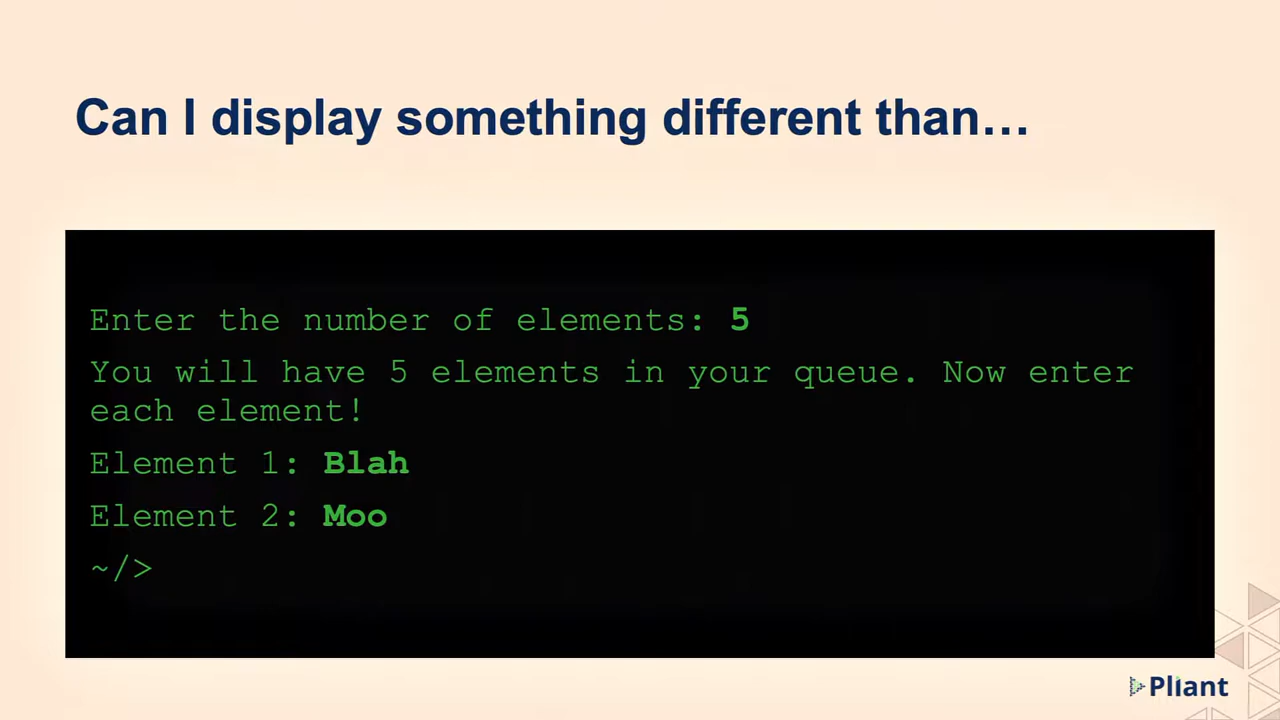 Can I display something different than…
Enter the number of elements: 5
You will have 5 elements in your queue. Now enter
each element!
Element 1: Blah
Element 2: Moo
~/>
Pliant